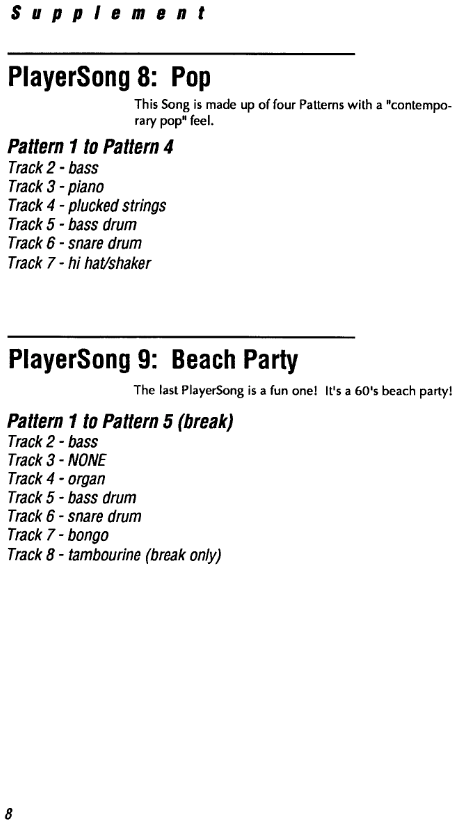 Supplement
PlayerSong 8: Pop
This Song is made up of four Patterns with a "contempo-
rary pop" feel.
Pattern 1 to Pattern 4
Track 2 - bass
Track 3 - piano
Track 4 - plucked strings
Track 5 - bass drum
Track 6 - snare drum
Track 7 - hi hat/shaker
PlayerSong 9: Beach Party
The last PlayerSong is a fun one! It's a 60's beach party!
Pattern 1 to Pattern 5 (break)
Track 2 - bass
Track 3 - NONE
Track 4 - organ
Track 5 - bass drum
Track 6 - snare drum
Track 7 - bongo
Track 8 - tambourine (break only)
8